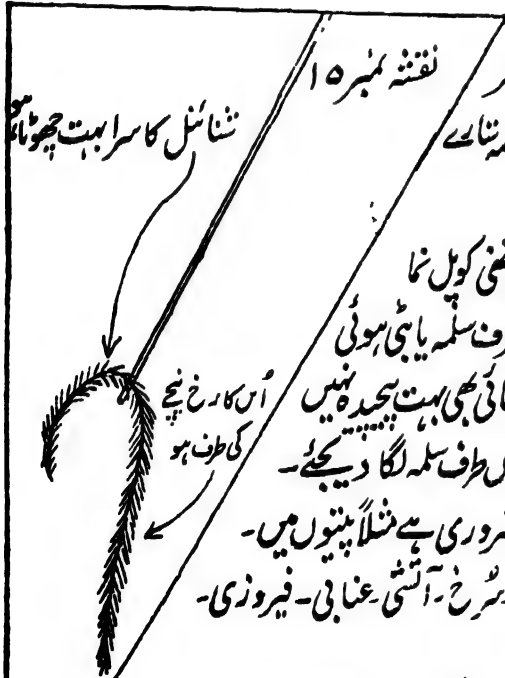 نقشہ نمبر ۱۵
شنائل کا سرا بہت چھوٹا ہو
اُس کا رخ نیچے
کی طرف ہو
ستارے
کوپل نما
سلمہ یا بٹی ہوئی
بھی بہت پیچیدہ نہیں
طرف سلمہ لگا دیجئے۔
ضروری ہے مثلاً پتیوں میں۔
سُرخ۔ آتشی۔ عنابی۔ فیروزی۔